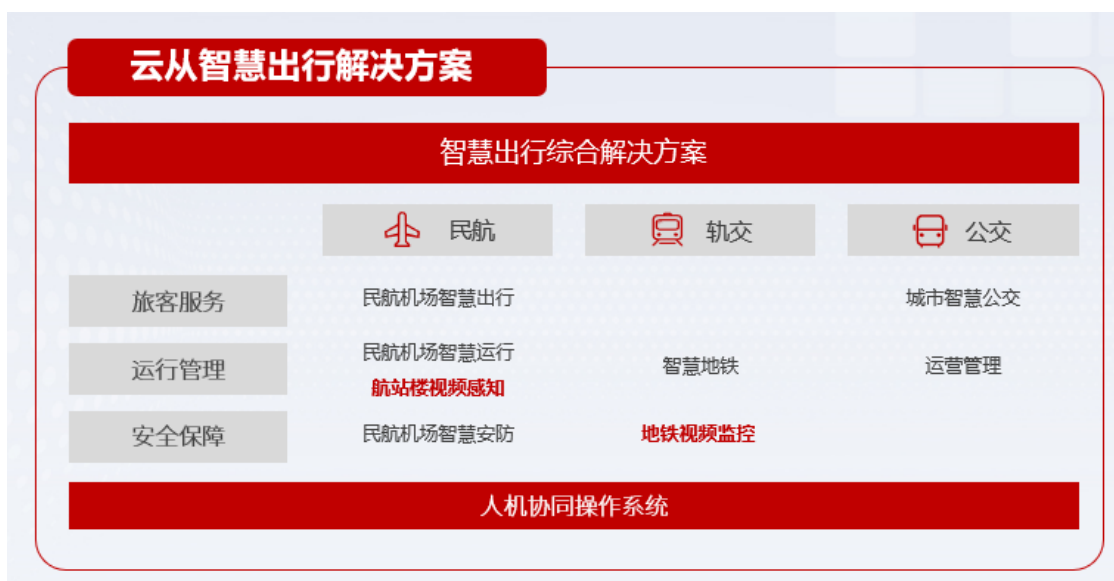 云从智慧出行解决方案
智慧出行综合解决方案
民航
轨交
公交
旅客服务
民航机场智慧出行
城市智慧公交
运行管理
民航机场智慧运行
航站楼视频感知
智慧地铁
运营管理
安全保障
民航机场智慧安防
地铁视频监控
人机协同操作系统